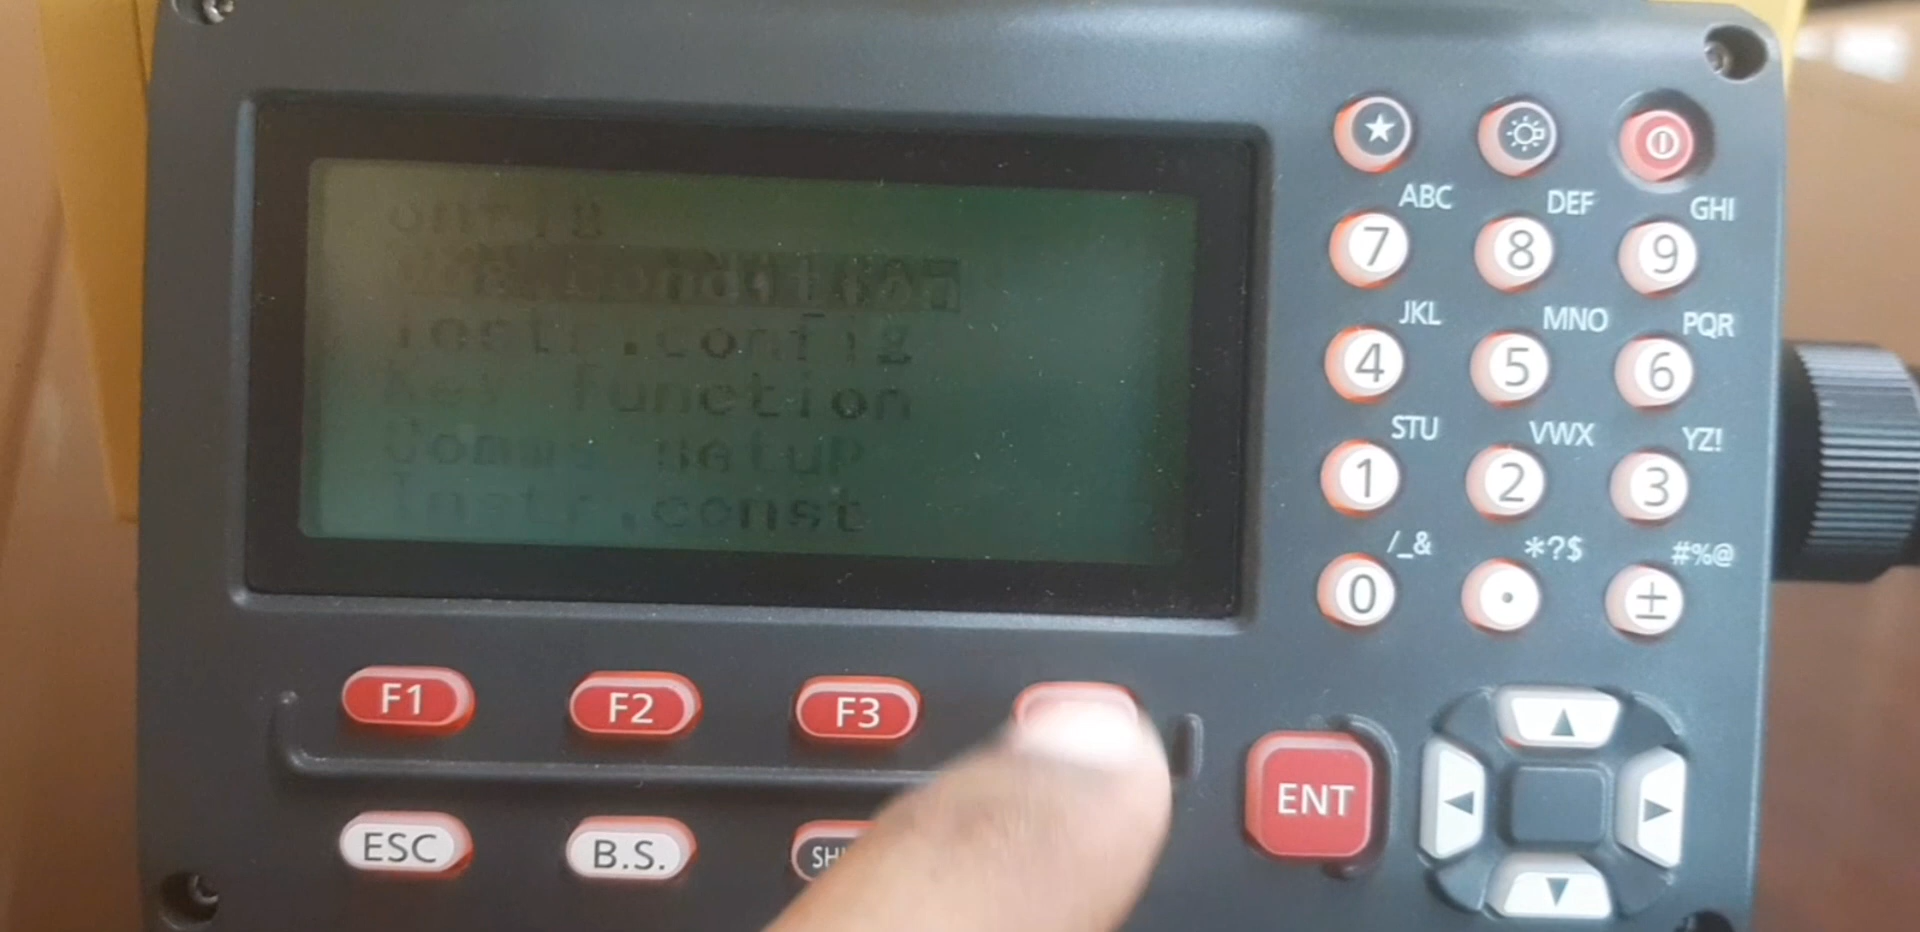 ABC DEF GHI
7 8 9
Instr.config
JKL MNO PQR
4 5 6
Key function
STU VWX YZ!
Comms setup
1 2 3
Instr.const
/_& *?$ #%@
0 . ±
F1 F2 F3
ENT
ESC B.S.